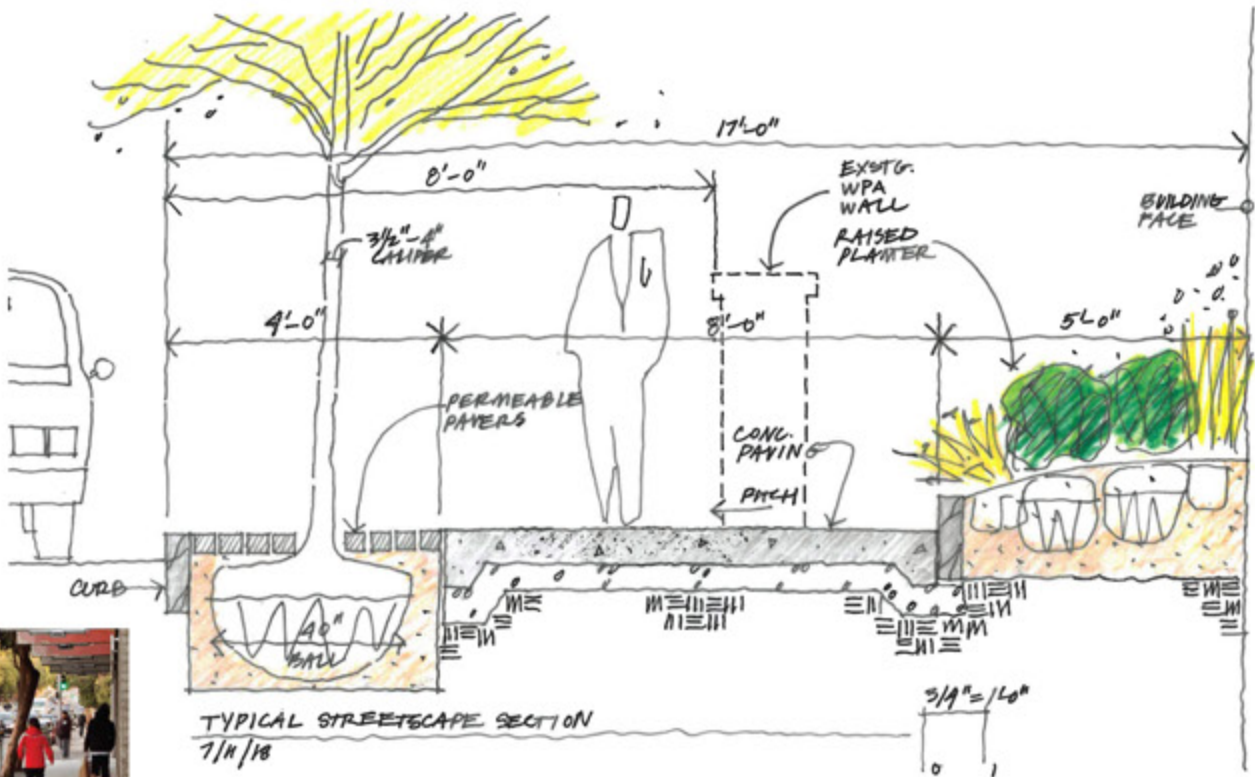 17'-0"
8'-0"
EXSTG.
WPA
WALL
BUILDING
FACE
3½"-4"
CALIPER
RAISED
PLANTER
4'-0"
8'-0"
5'-0"
PERMEABLE
PAVERS
CONC.
PAVING
PITCH
CURB
40"
BALL
TYPICAL STREETSCAPE SECTION
7/11/18
3/4"=1'-0"
0 1